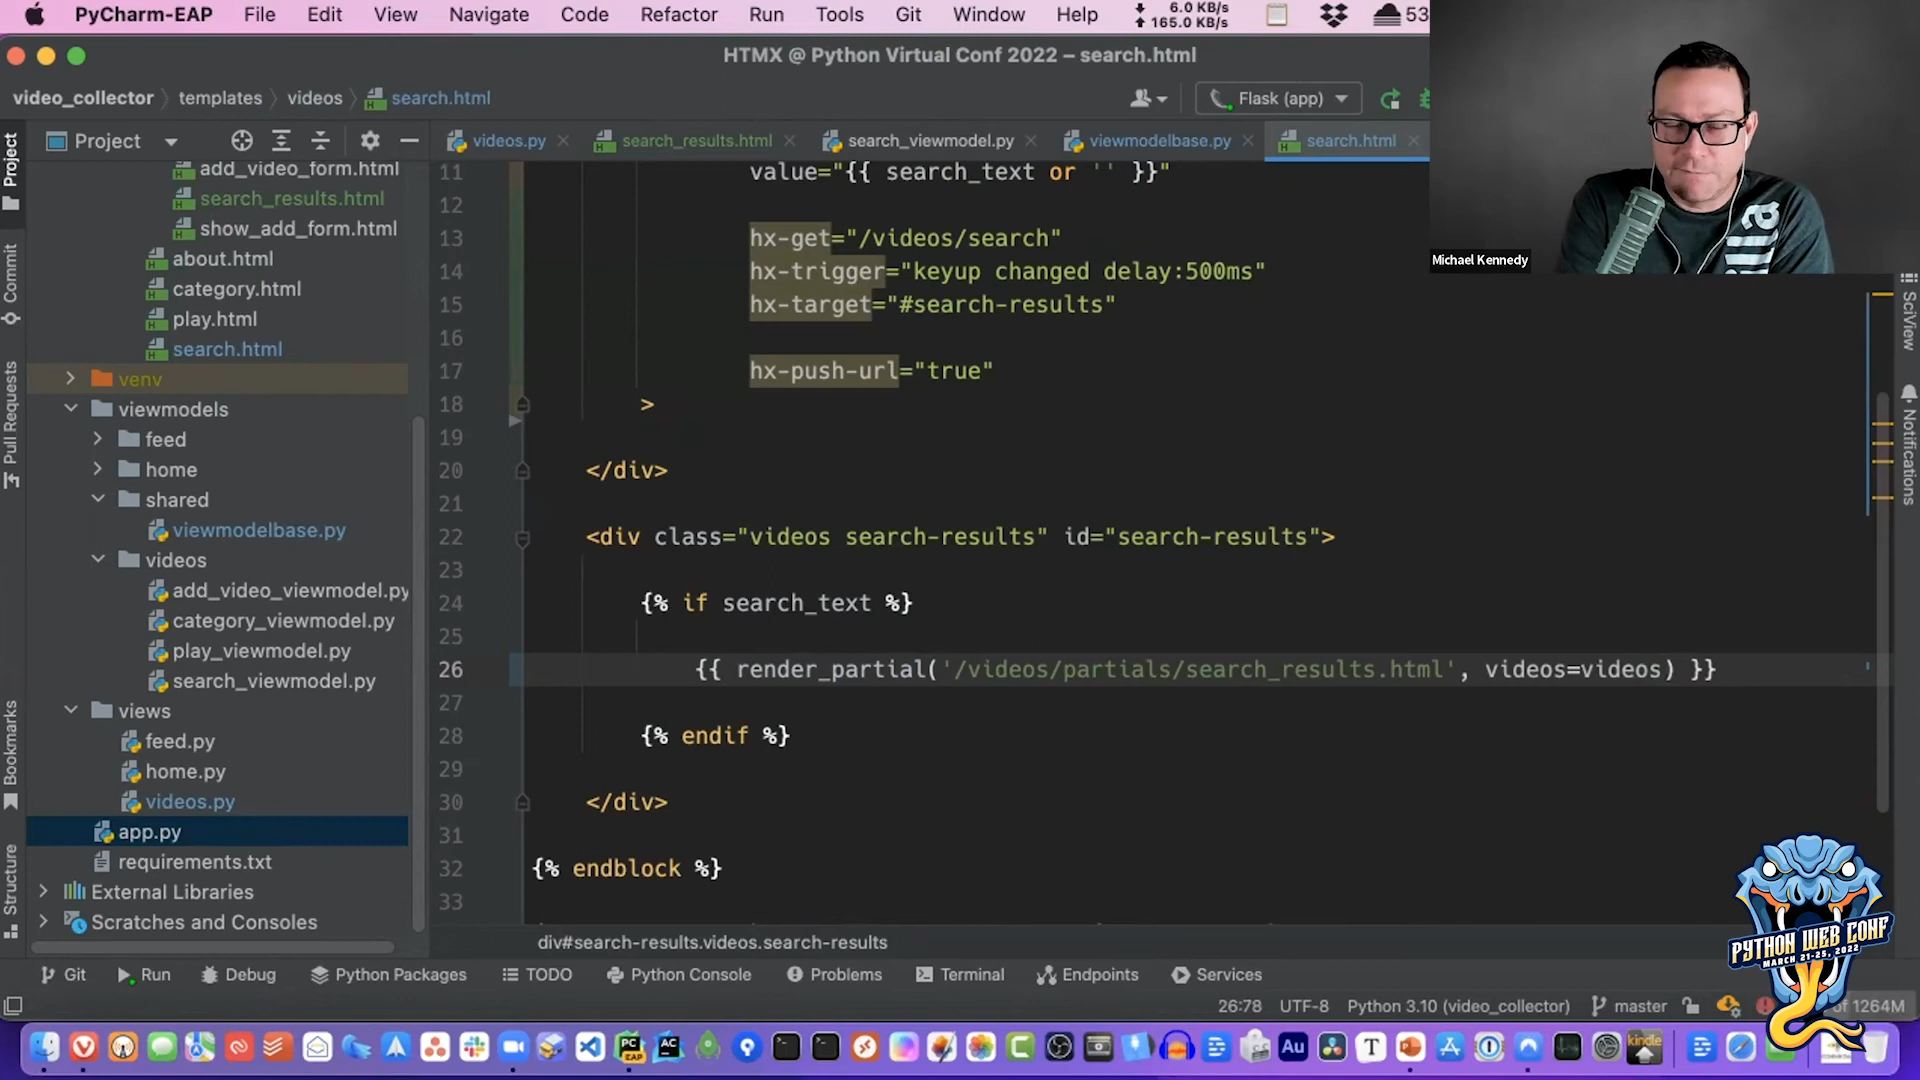 PyCharm-EAP File Edit View Navigate Code Refactor Run Tools Git Window Help 6.0 KB/s 165.0 KB/s 53
HTMX @ Python Virtual Conf 2022 – search.html
video_collector templates videos search.html Flask (app)
Project videos.py search_results.html search_viewmodel.py viewmodelbase.py search.html
Project
Commit
Pull Requests
Bookmarks
Structure
add_video_form.html
search_results.html
show_add_form.html
about.html
category.html
play.html
search.html
venv
viewmodels
feed
home
shared
viewmodelbase.py
videos
add_video_viewmodel.py
category_viewmodel.py
play_viewmodel.py
search_viewmodel.py
views
feed.py
home.py
videos.py
app.py
requirements.txt
External Libraries
Scratches and Consoles
11 value="{{ search_text or '' }}"
12
13 hx-get="/videos/search"
14 hx-trigger="keyup changed delay:500ms"
15 hx-target="#search-results"
16
17 hx-push-url="true"
18 >
19
20 </div>
21
22 <div class="videos search-results" id="search-results">
23
24 {% if search_text %}
25
26 {{ render_partial('/videos/partials/search_results.html', videos=videos) }}
27
28 {% endif %}
29
30 </div>
31
32 {% endblock %}
33
div#search-results.videos.search-results
Michael Kennedy
SciView
Notifications
Git Run Debug Python Packages TODO Python Console Problems Terminal Endpoints Services
26:78 UTF-8 Python 3.10 (video_collector) master of 1264M
PYTHON WEB CONF
MARCH 21-25, 2022
PC
EAP
AC
Au
T
kindle